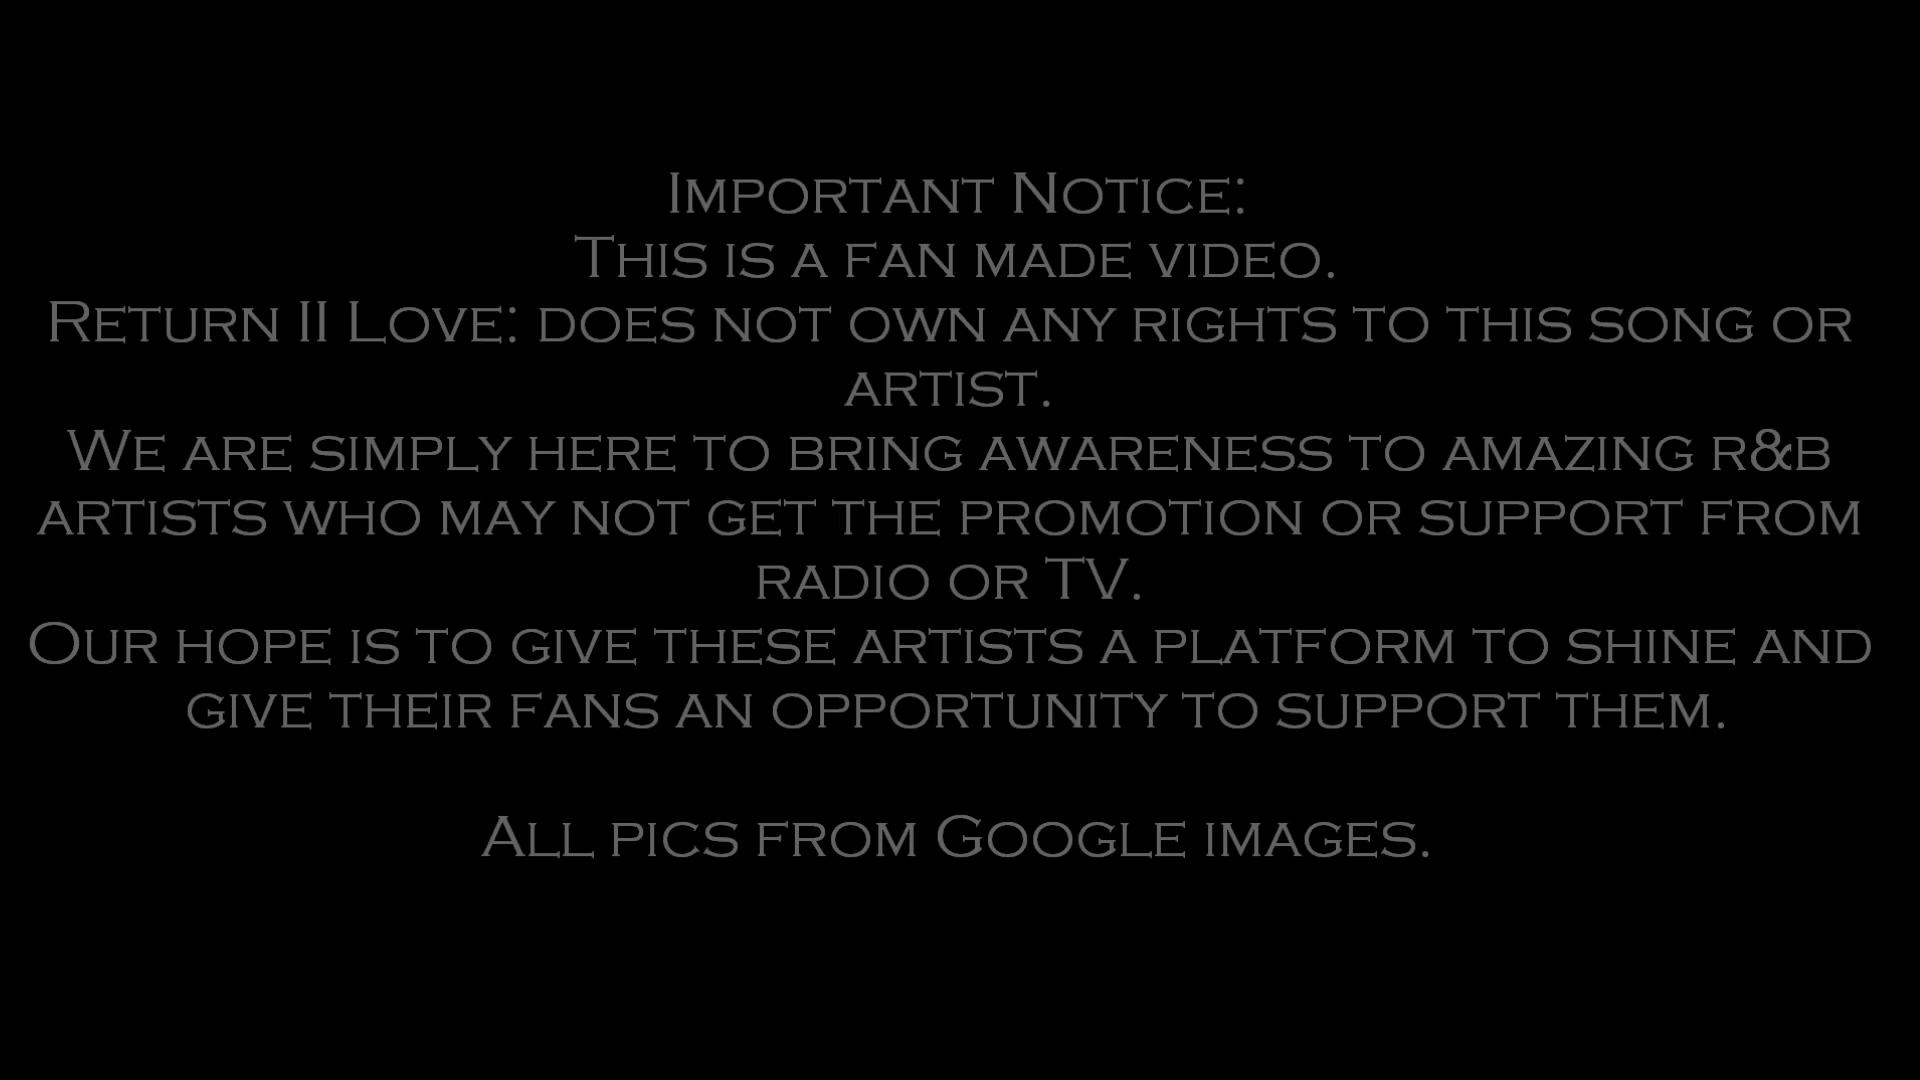 Important Notice:
This is a fan made video.
Return II Love: does not own any rights to this song or
artist.
We are simply here to bring awareness to amazing r&b
artists who may not get the promotion or support from
radio or TV.
Our hope is to give these artists a platform to shine and
give their fans an opportunity to support them.
All pics from Google images.